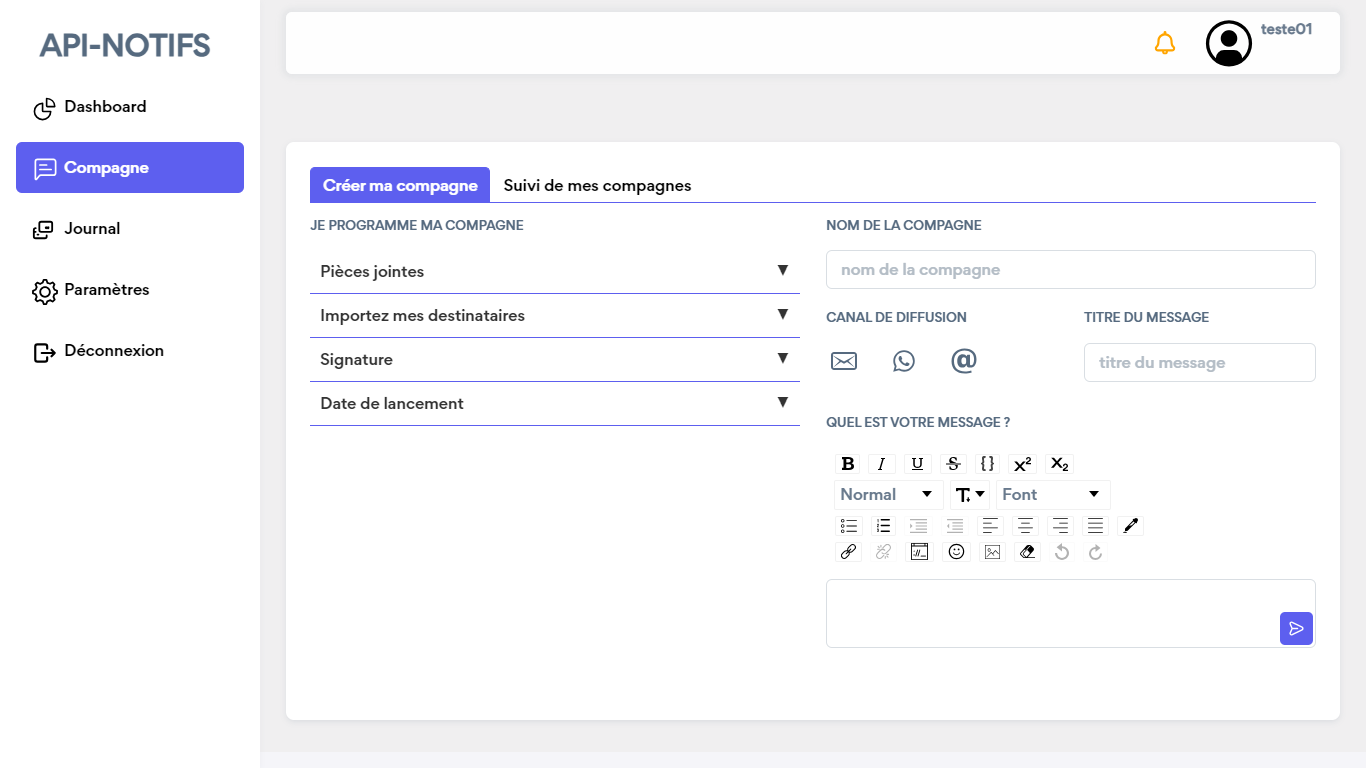 API-NOTIFS
teste01
Dashboard
Compagne
Journal
Paramètres
Déconnexion
Créer ma compagne
Suivi de mes compagnes
JE PROGRAMME MA COMPAGNE
Pièces jointes
Importez mes destinataires
Signature
Date de lancement
NOM DE LA COMPAGNE
nom de la compagne
CANAL DE DIFFUSION
TITRE DU MESSAGE
titre du message
QUEL EST VOTRE MESSAGE ?
Normal
Font